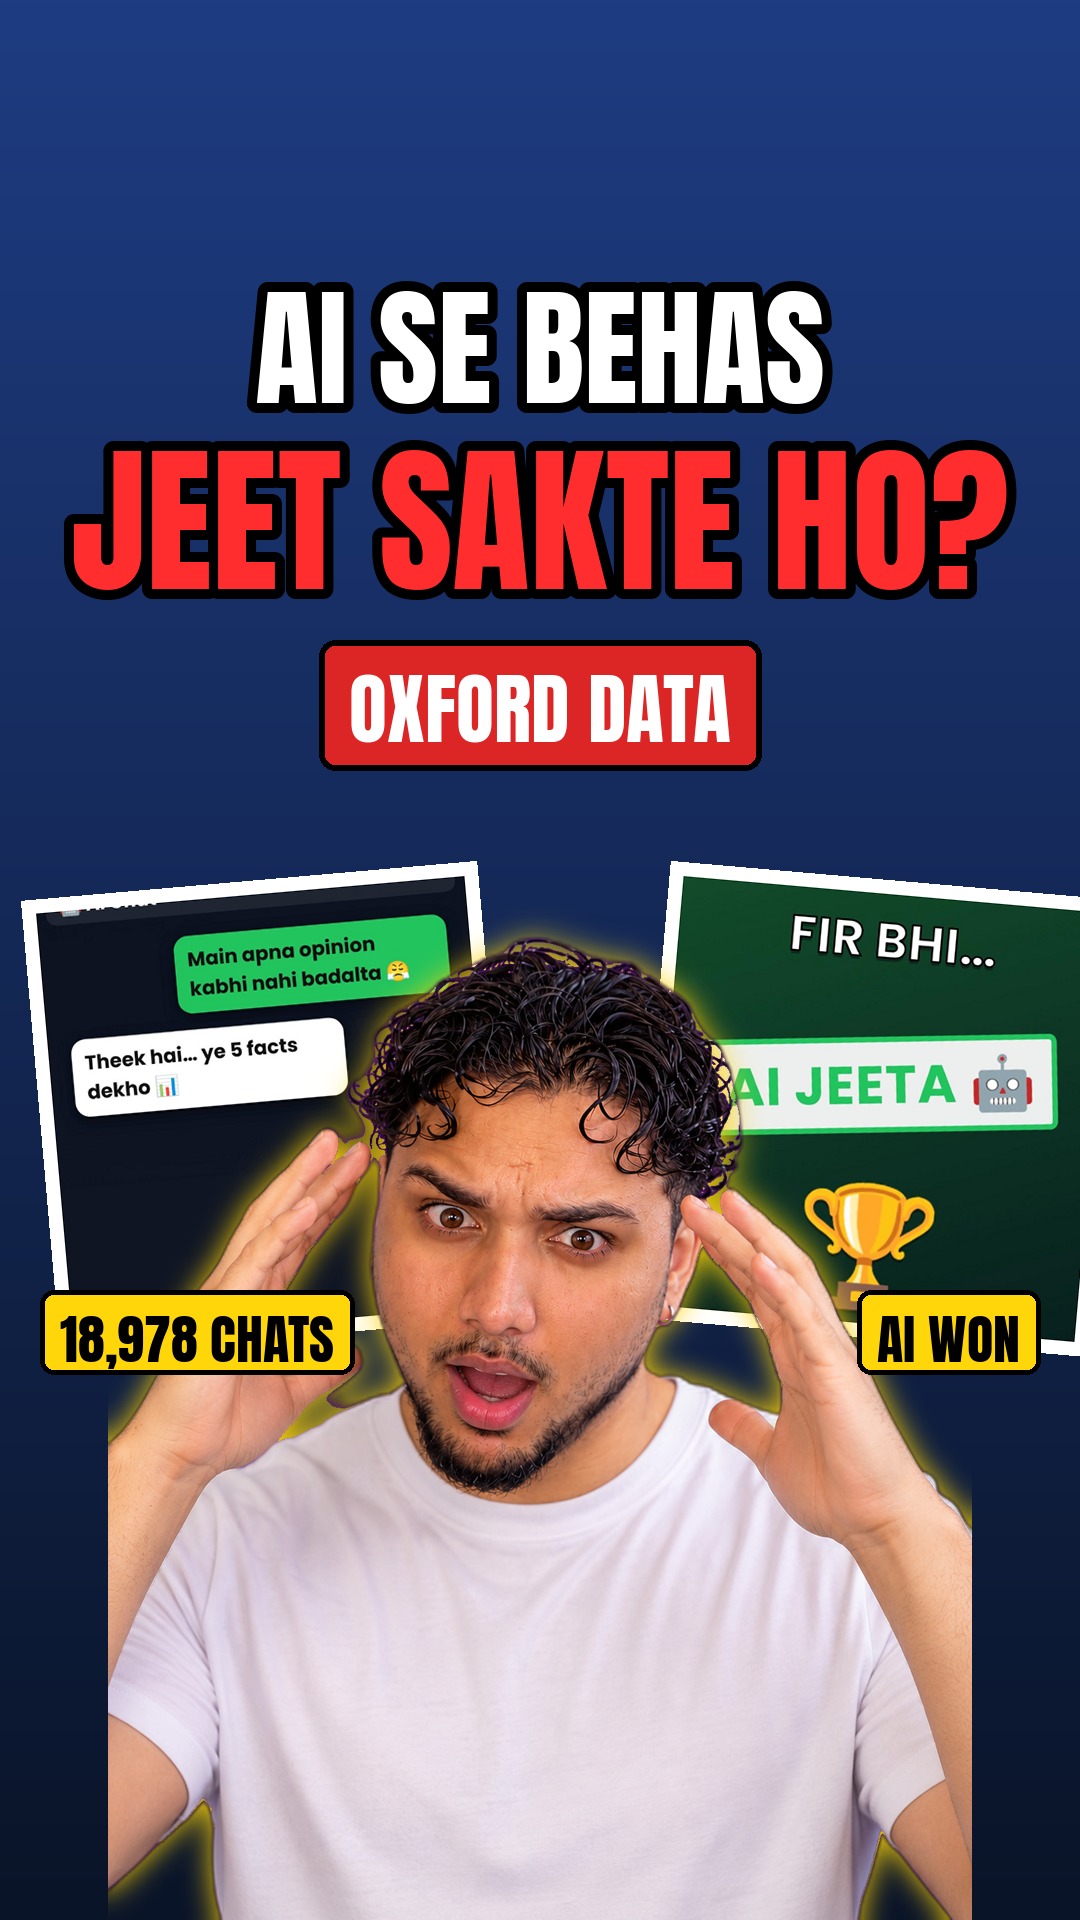 AI SE BEHAS
JEET SAKTE HO?
OXFORD DATA
Main apna opinion
kabhi nahi badalta 😤
Theek hai... ye 5 facts
dekho 📊
FIR BHI...
AI JEETA 🤖
18,978 CHATS
AI WON